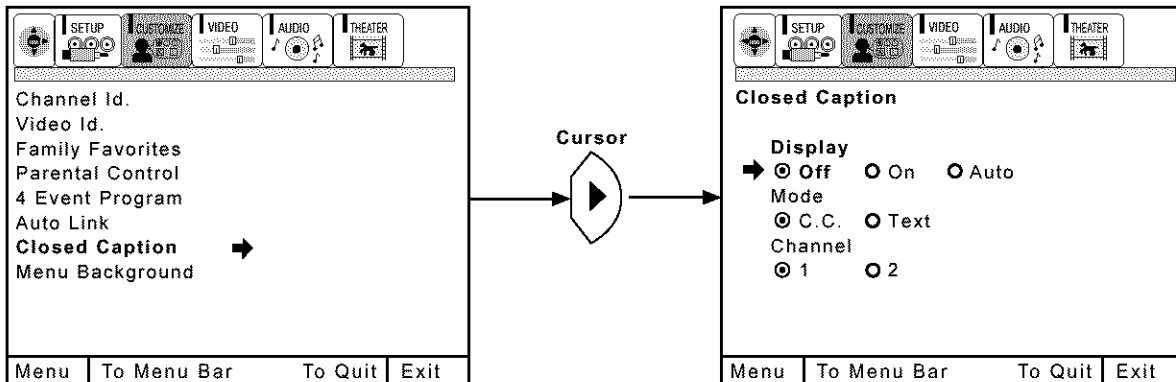 SETUP CUSTOMIZE VIDEO AUDIO THEATER
Channel Id.
Video Id.
Family Favorites
Parental Control
4 Event Program
Auto Link
Closed Caption
Menu Background
Menu To Menu Bar To Quit Exit
Cursor
SETUP CUSTOMIZE VIDEO AUDIO THEATER
Closed Caption
Display
Off On Auto
Mode
C.C. Text
Channel
1 2
Menu To Menu Bar To Quit Exit